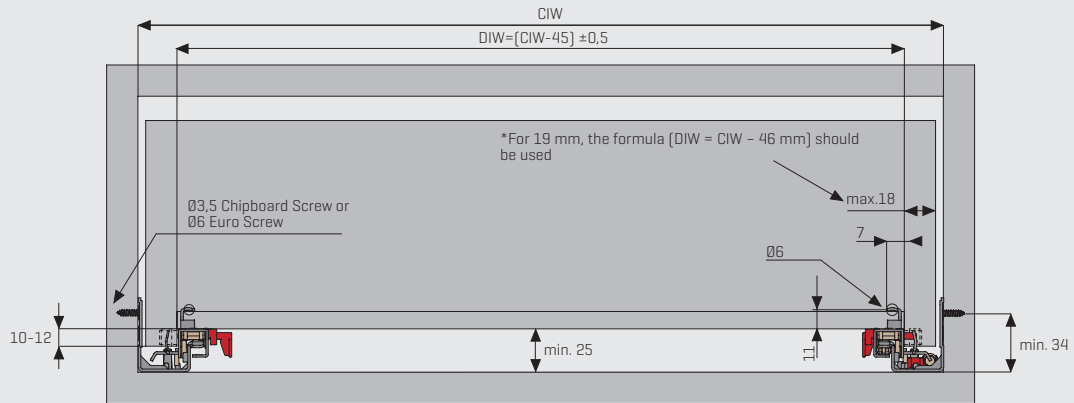 CIW
DIW=(CIW-45) ±0,5
*For 19 mm, the formula (DIW = CIW – 46 mm) should
be used
max.18
Ø3,5 Chipboard Screw or
Ø6 Euro Screw
7
Ø6
10-12
min. 25
11
min. 34